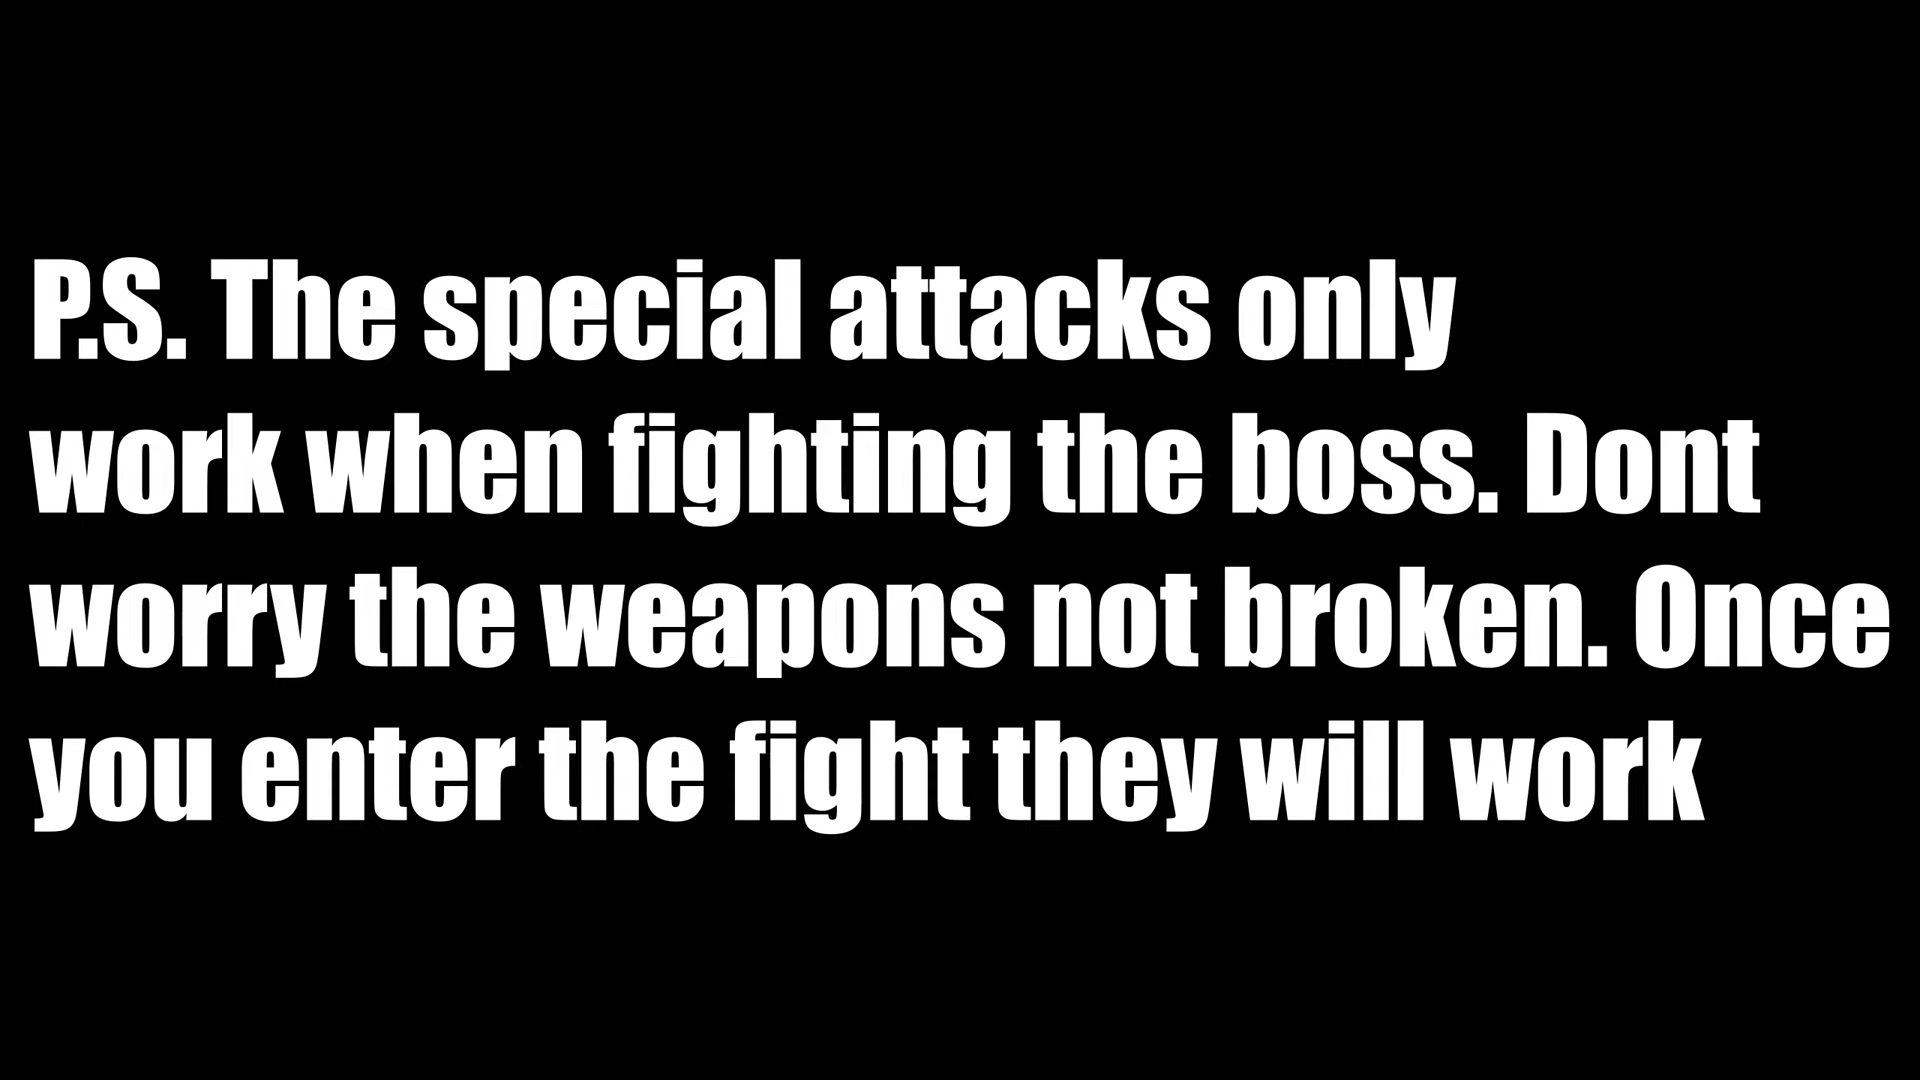 P.S. The special attacks only
work when fighting the boss. Dont
worry the weapons not broken. Once
you enter the fight they will work